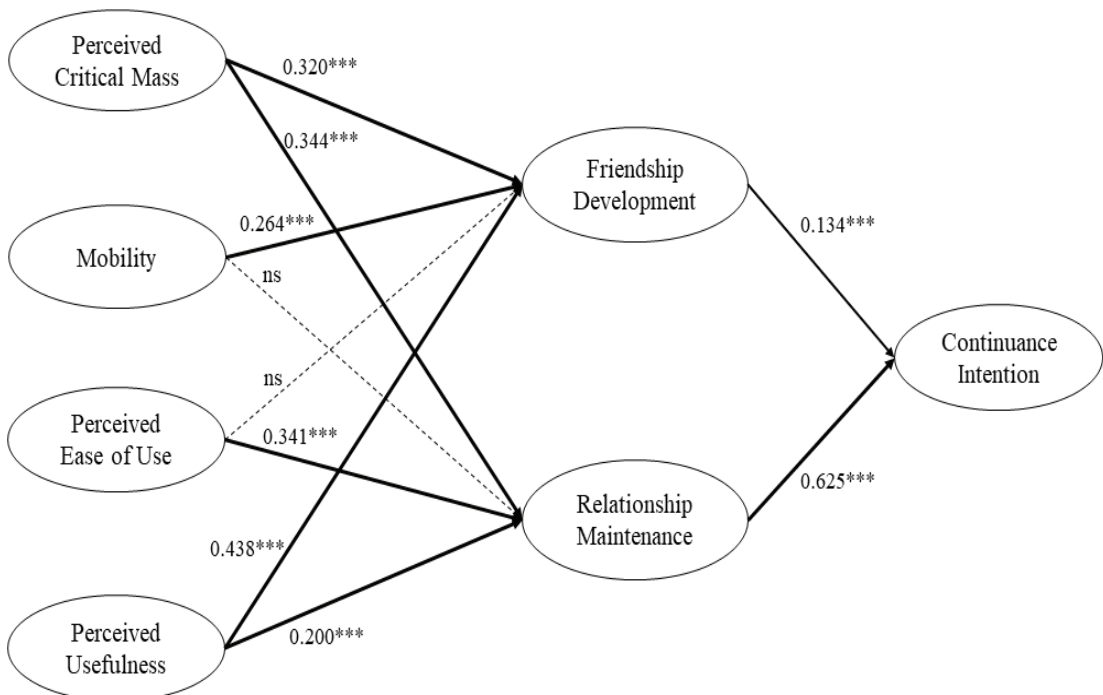 Perceived
Critical Mass
0.320***
0.344***
Friendship
Development
0.134***
Mobility
0.264***
ns
Continuance
Intention
ns
Perceived
Ease of Use
0.341***
Relationship
Maintenance
0.625***
0.438***
Perceived
Usefulness
0.200***